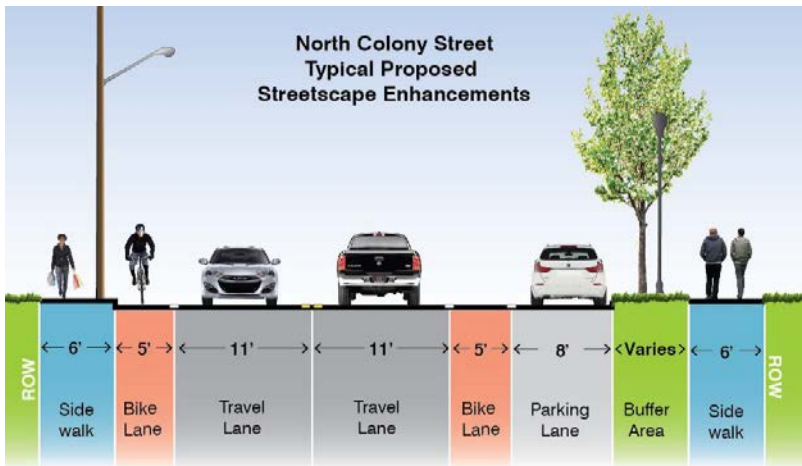 North Colony Street
Typical Proposed
Streetscape Enhancements
ROW
6'
5'
11'
11'
5'
8'
Varies
6'
ROW
Side
walk
Bike
Lane
Travel
Lane
Travel
Lane
Bike
Lane
Parking
Lane
Buffer
Area
Side
walk